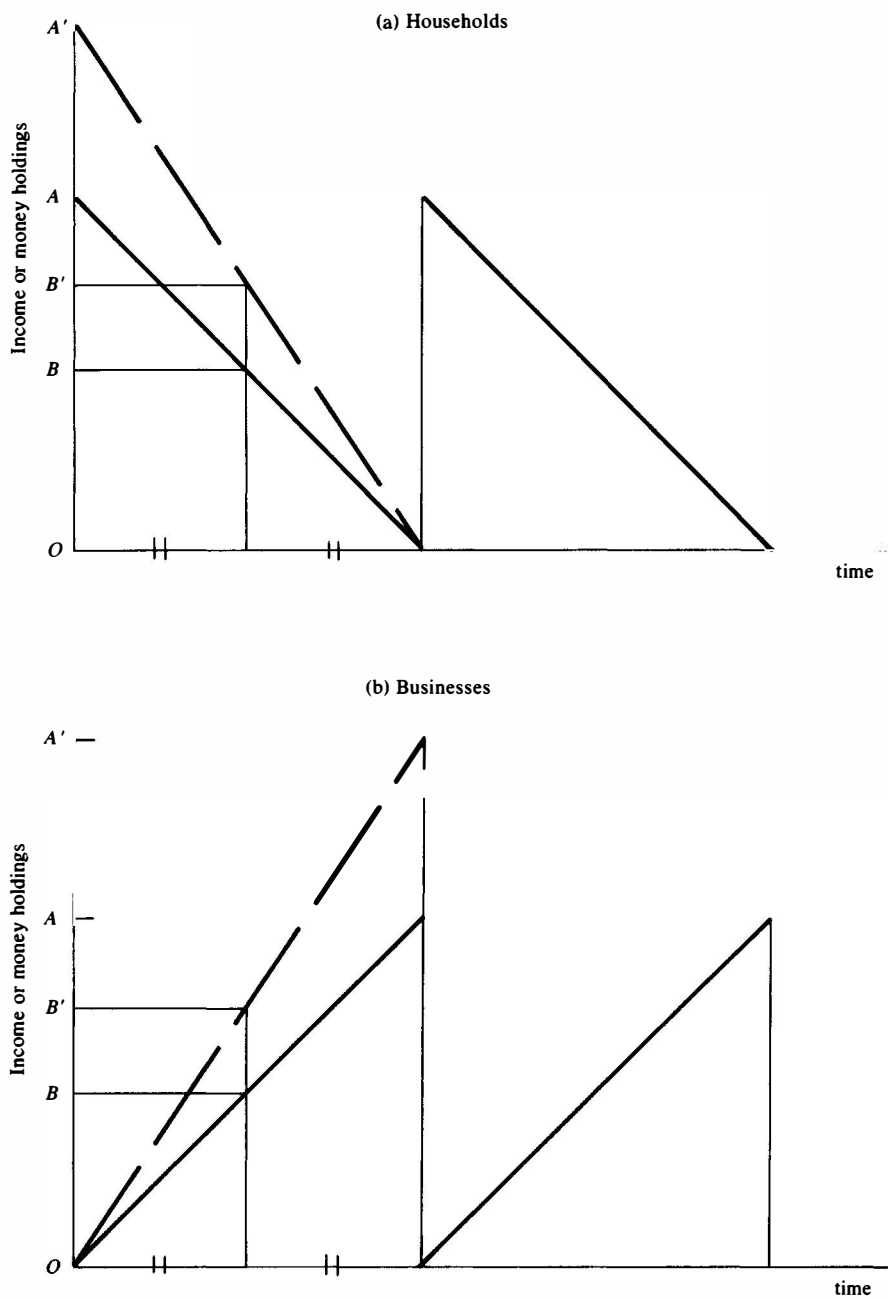 (a) Households
A'
Income or money holdings
A
B'
B
O
time
(b) Businesses
A'
Income or money holdings
A
B'
B
O
time